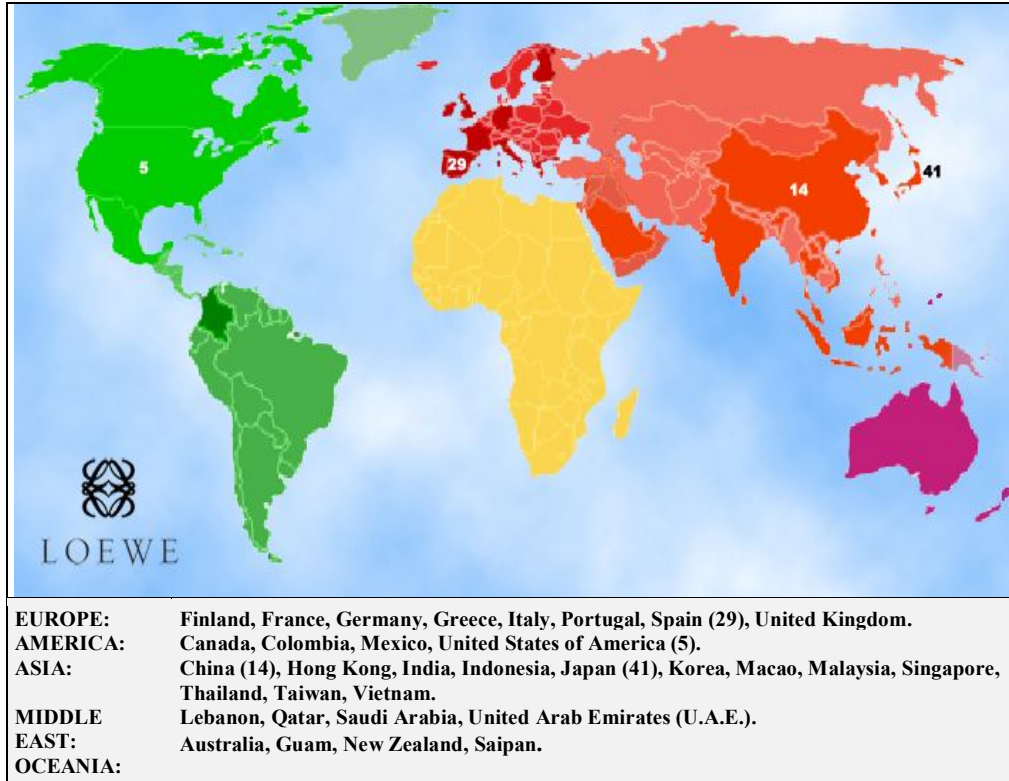 5
29
14
41
LOEWE
EUROPE: Finland, France, Germany, Greece, Italy, Portugal, Spain (29), United Kingdom.
AMERICA: Canada, Colombia, Mexico, United States of America (5).
ASIA: China (14), Hong Kong, India, Indonesia, Japan (41), Korea, Macao, Malaysia, Singapore,
Thailand, Taiwan, Vietnam.
MIDDLE Lebanon, Qatar, Saudi Arabia, United Arab Emirates (U.A.E.).
EAST: Australia, Guam, New Zealand, Saipan.
OCEANIA: